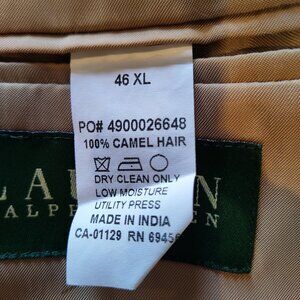 46 XL
PO# 4900026648
100% CAMEL HAIR
DRY CLEAN ONLY
LOW MOISTURE
UTILITY PRESS
MADE IN INDIA
CA-01129 RN 69456